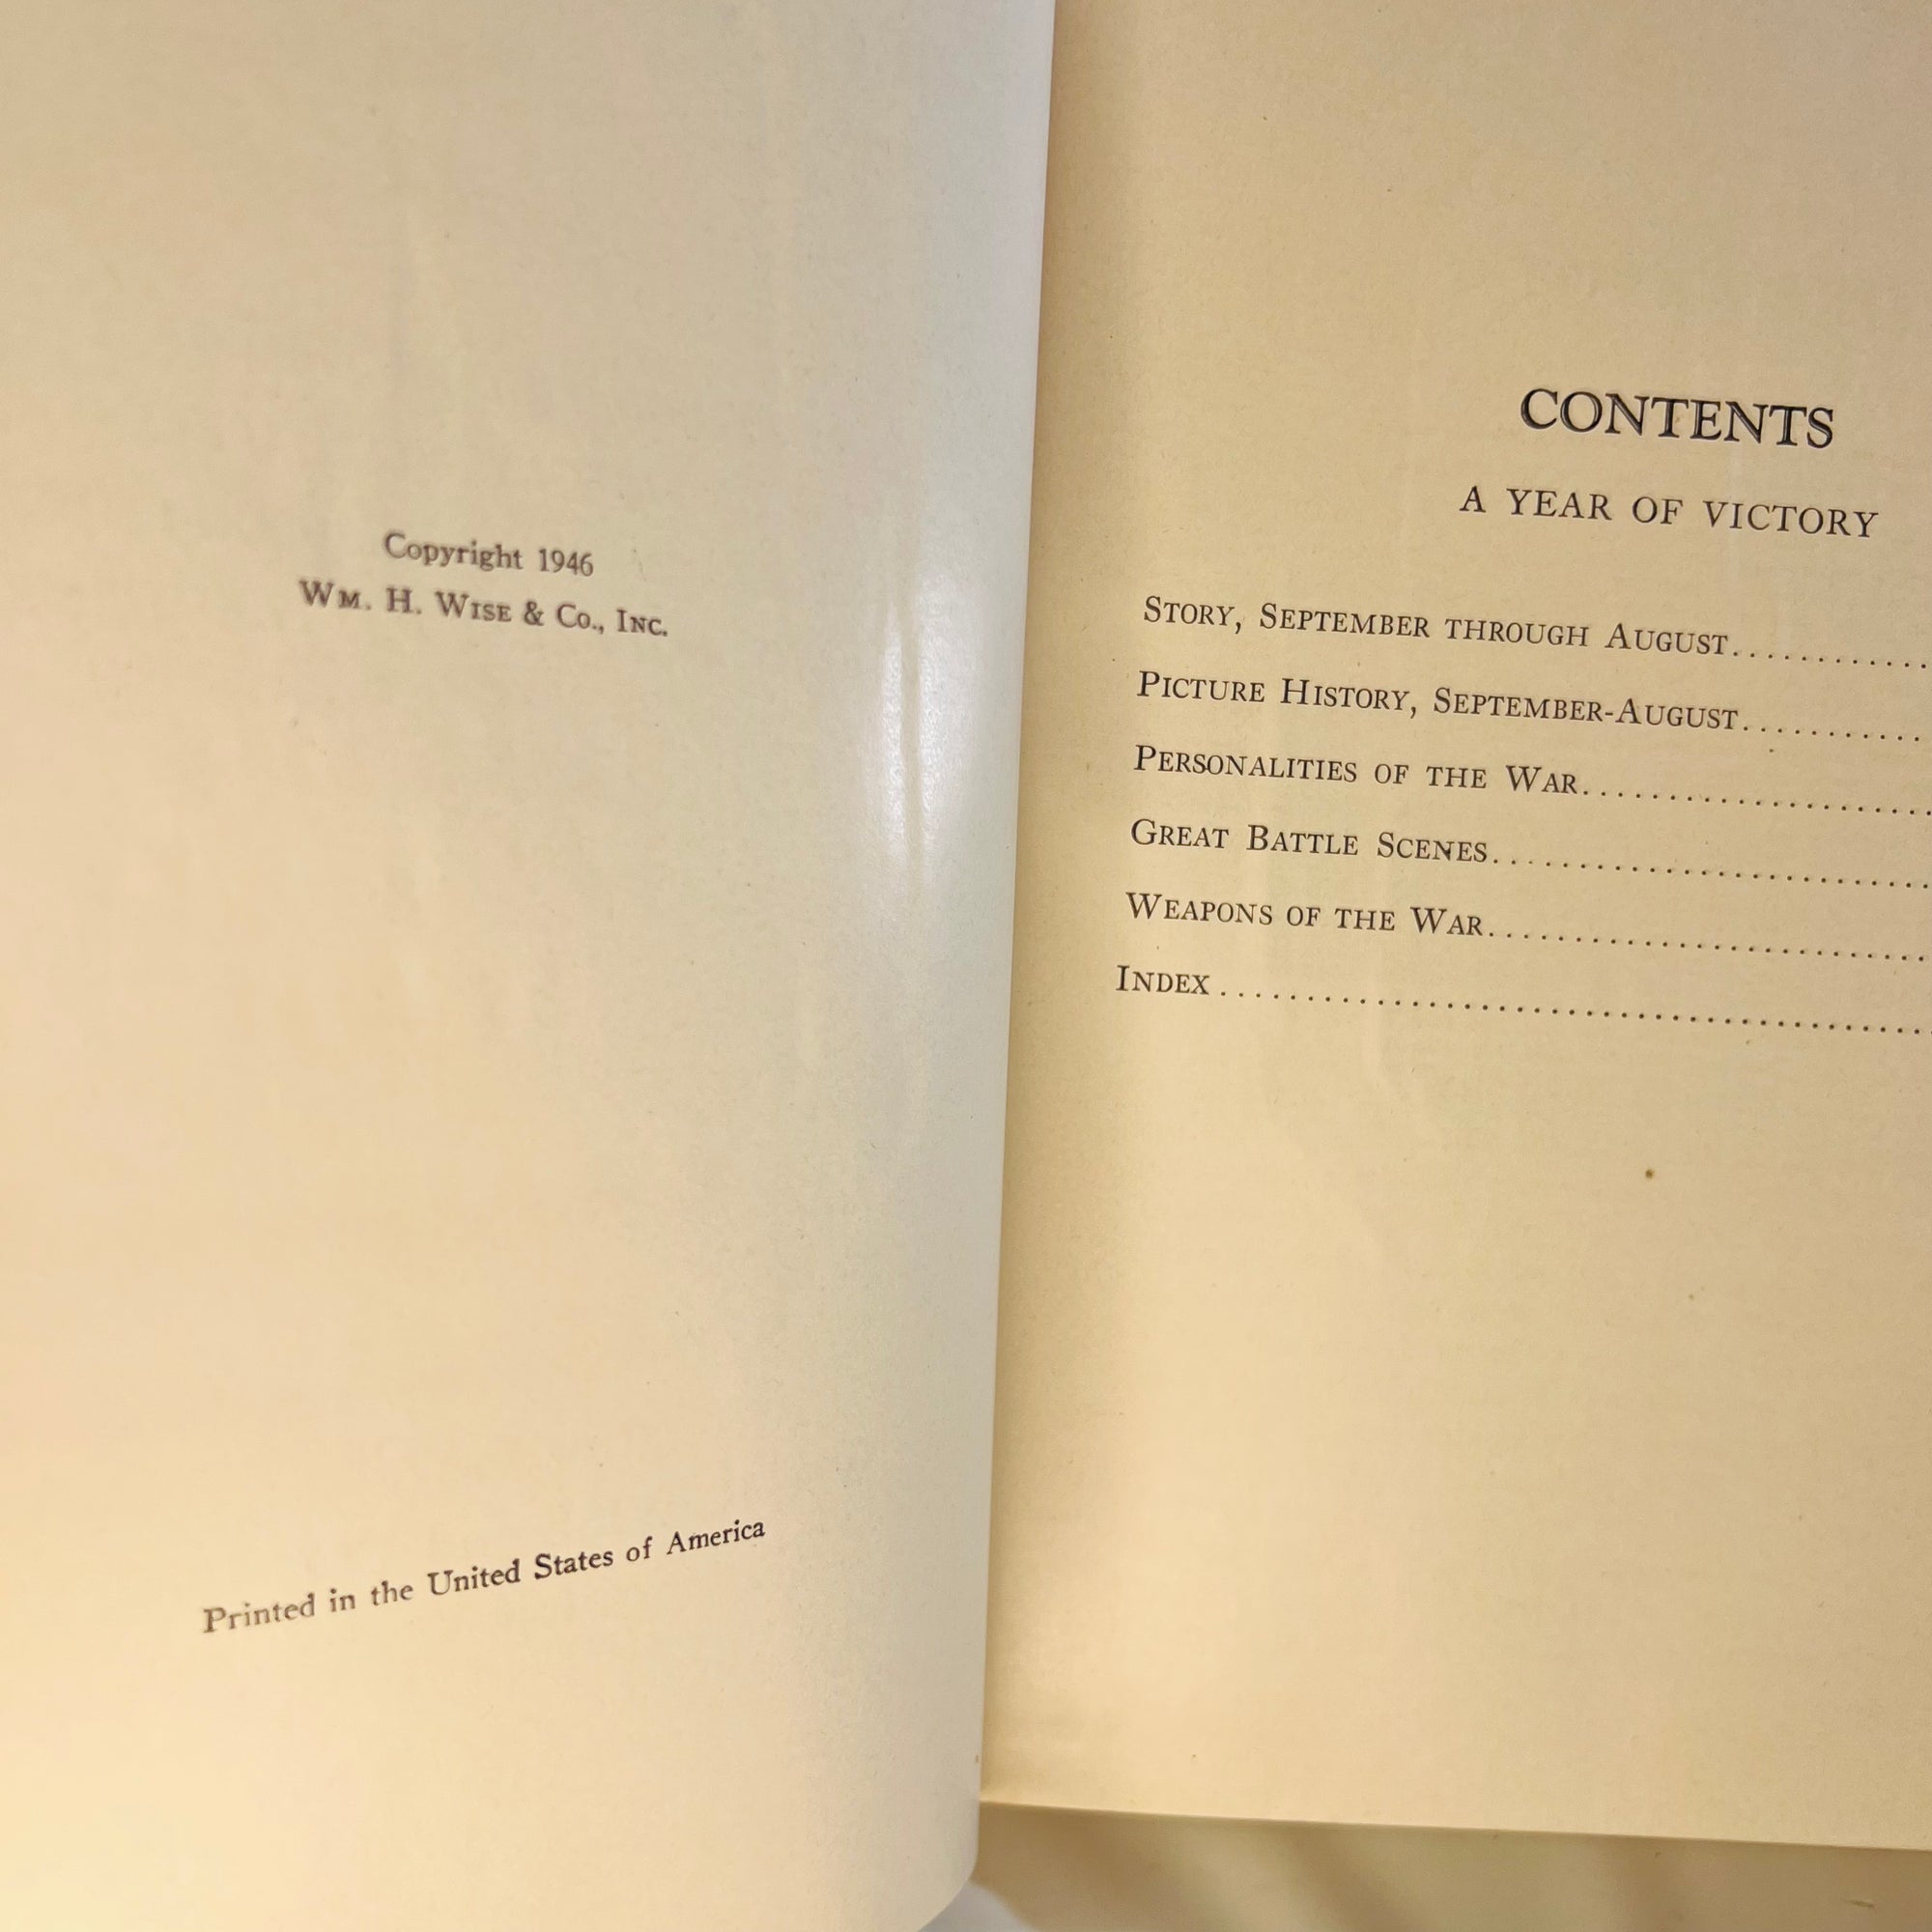 Copyright 1946
Wm. H. Wise & Co., Inc.
Printed in the United States of America
CONTENTS
A YEAR OF VICTORY
Story, September through August............
Picture History, September-August...........
Personalities of the War.....................
Great Battle Scenes..........................
Weapons of the War..........................
Index..........................................